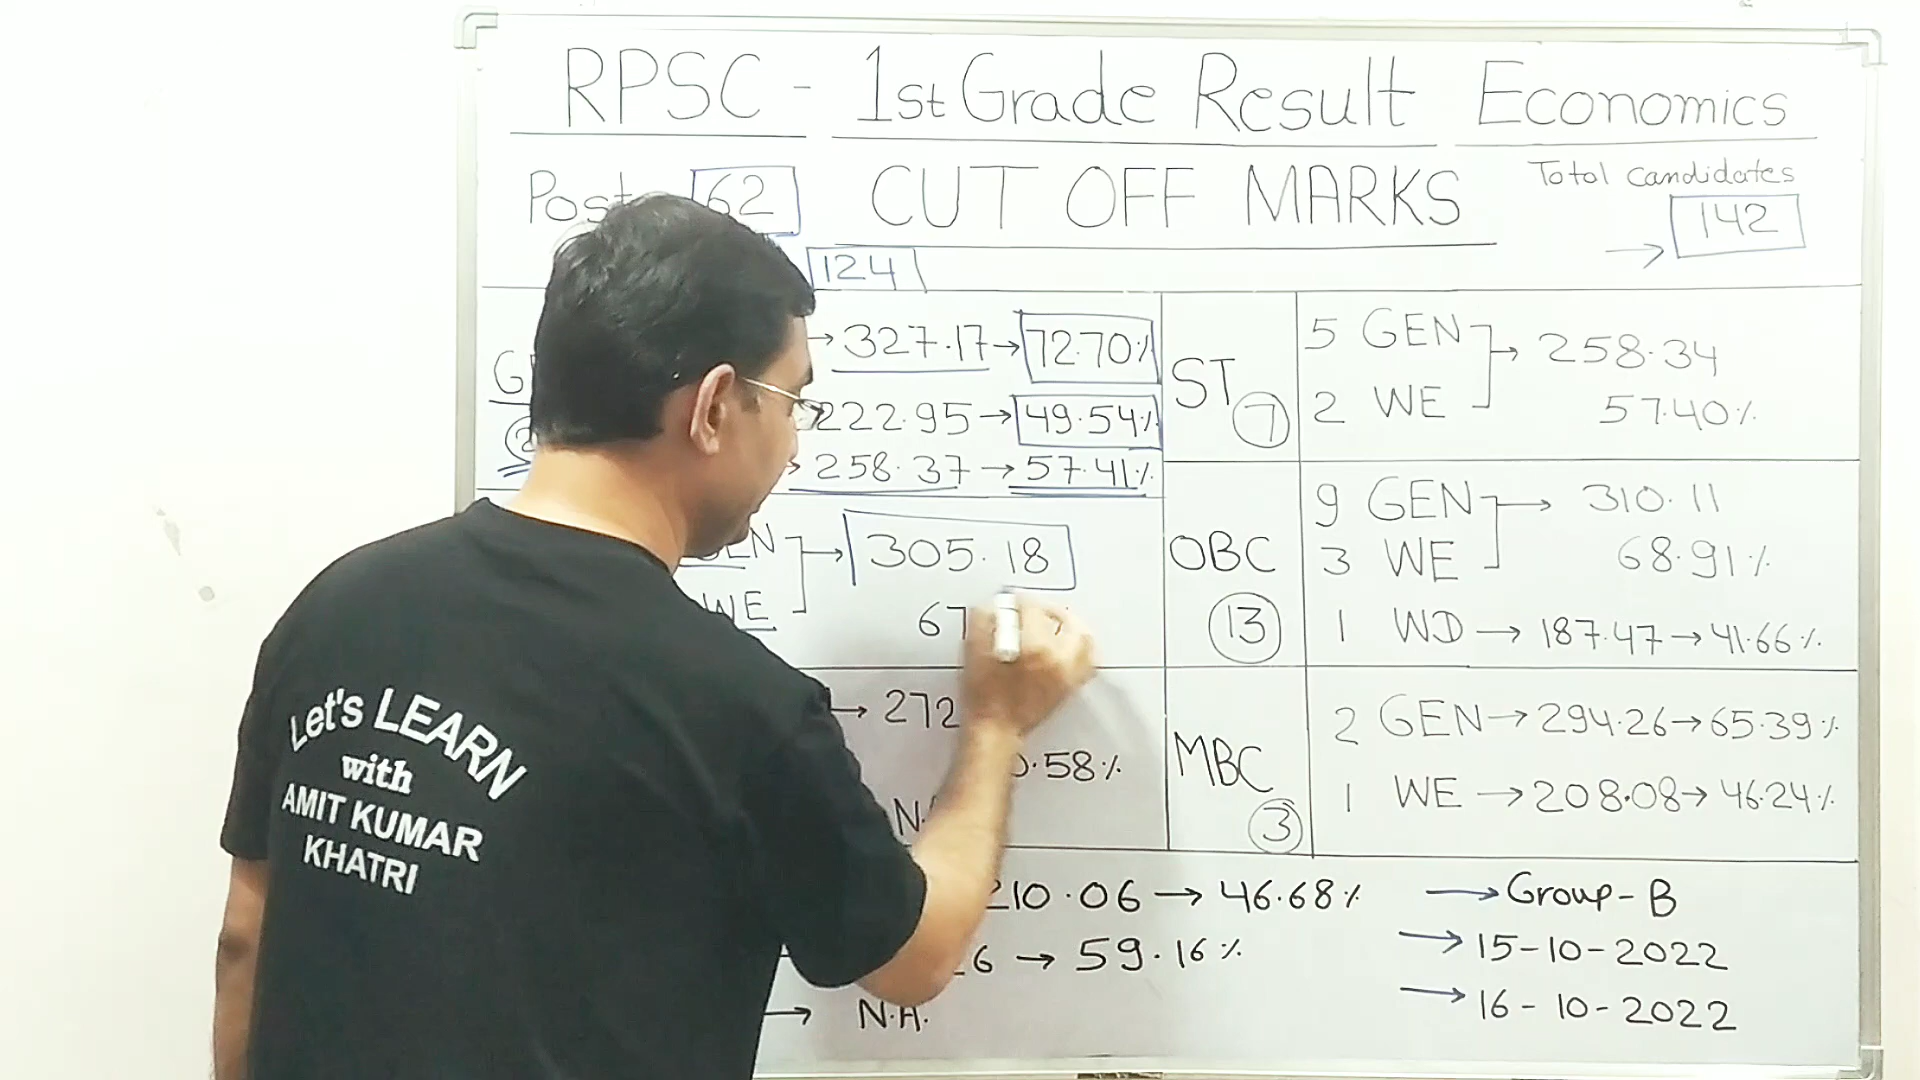 RPSC - 1st Grade Result Economics
62 CUT OFF MARKS Total candidates
→ 142
124
→ 327.17 → 72.70%
222.95 → 49.54%
→ 258.37 → 57.41%
→ 305.18
WE
→ 272
.58%
ST 7
5 GEN
2 WE
→ 258.34
57.40%
OBC 13
9 GEN
3 WE
→ 310.11
68.91%
1 WD → 187.47 → 41.66%
MBC 3
2 GEN → 294.26 → 65.39%
1 WE → 208.08 → 46.24%
210.06 → 46.68%
6 → 59.16%
→ N.A.
→ Group - B
→ 15-10-2022
→ 16-10-2022
Let's LEARN
with
AMIT KUMAR
KHATRI